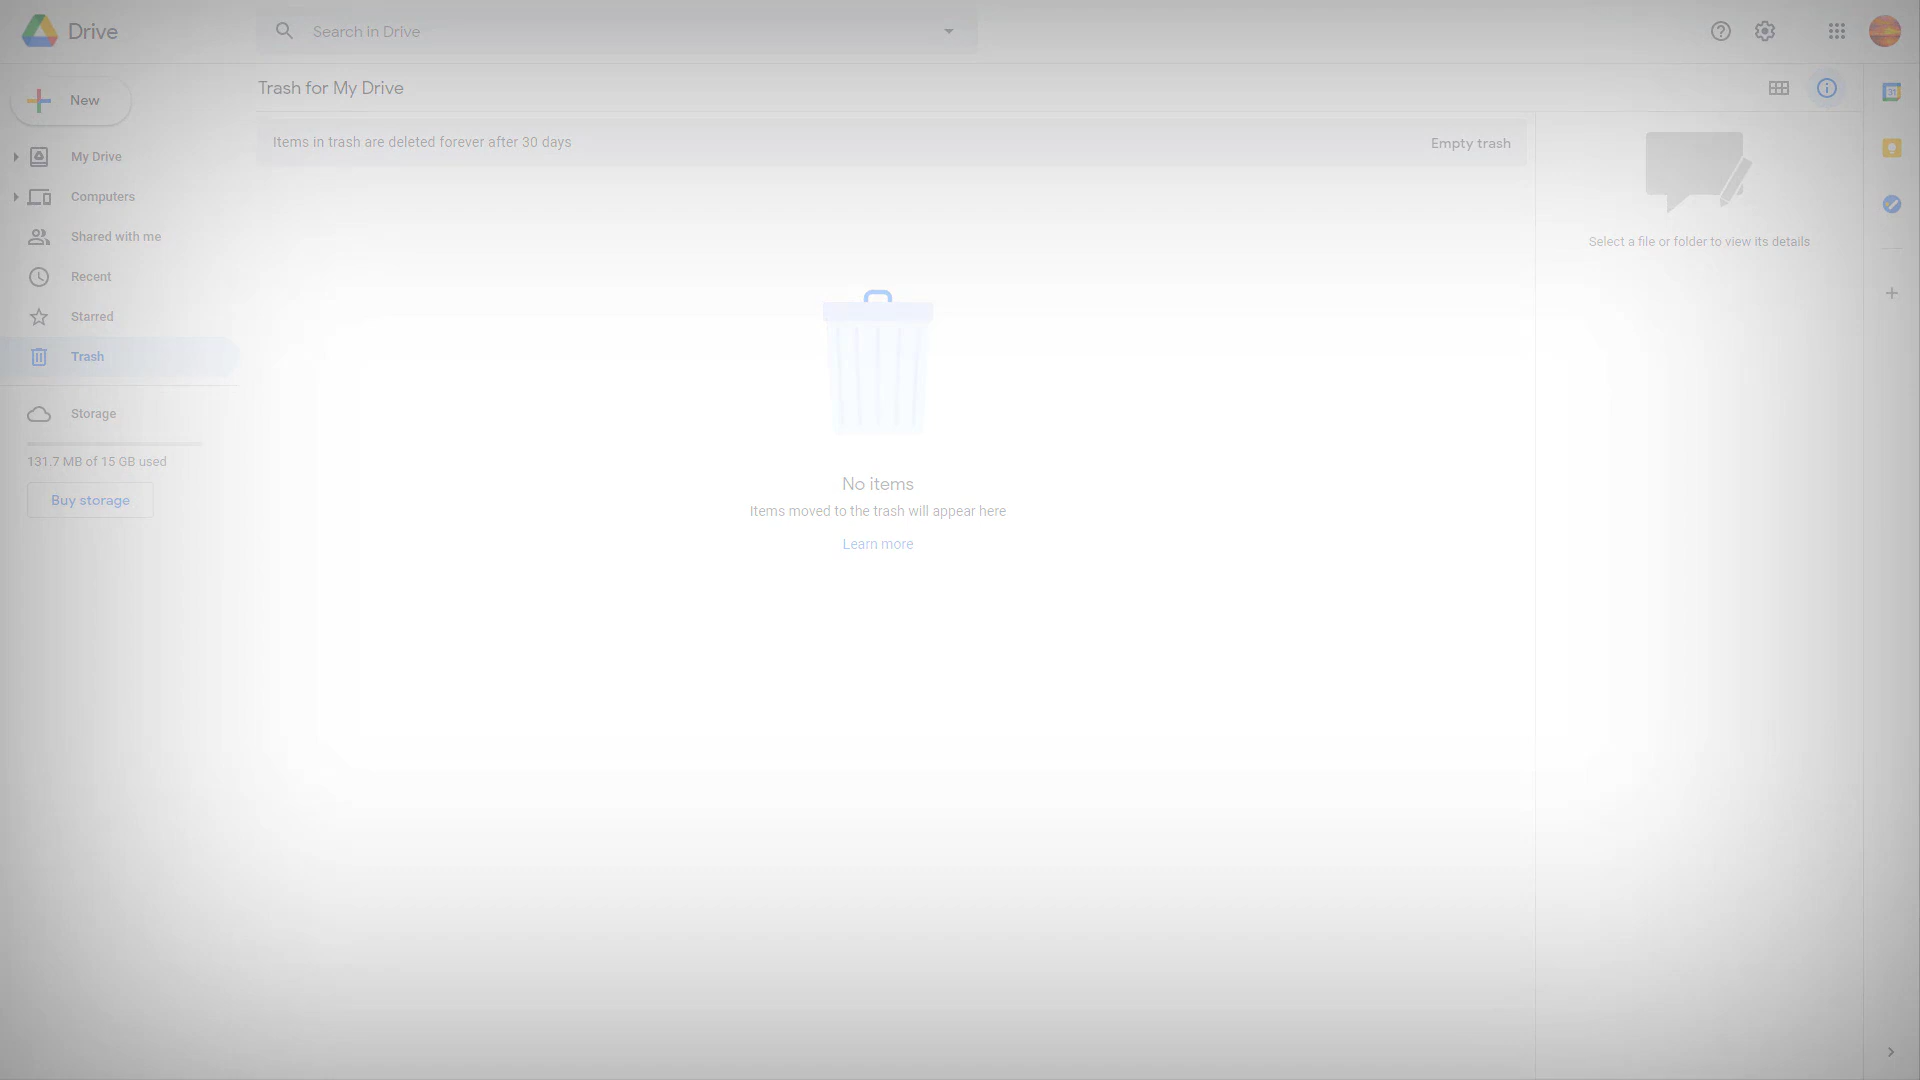 Drive
Search in Drive
New
My Drive
Computers
Shared with me
Recent
Starred
Trash
Storage
131.7 MB of 15 GB used
Buy storage
Trash for My Drive
Items in trash are deleted forever after 30 days
Empty trash
No items
Items moved to the trash will appear here
Learn more
Select a file or folder to view its details
31